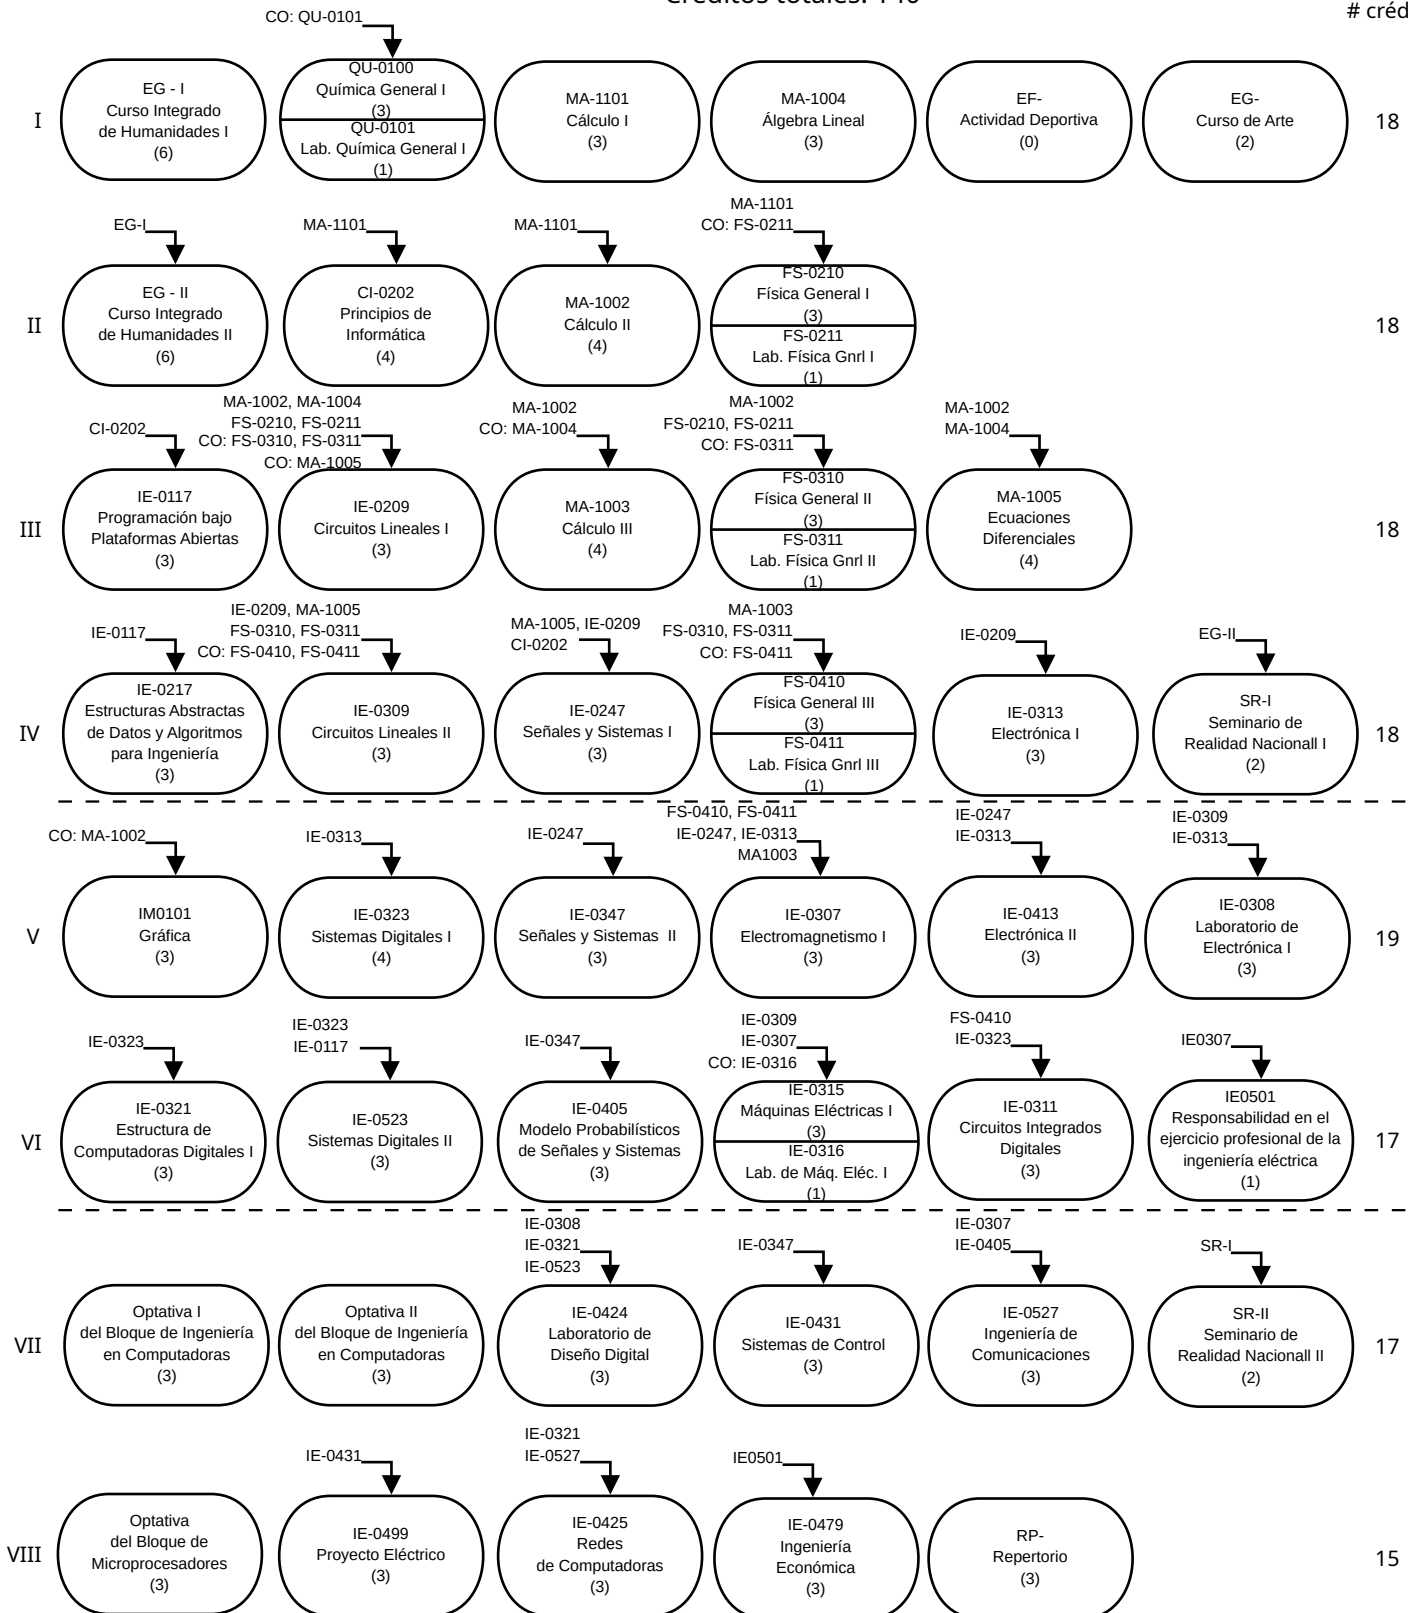 Créditos totales: 140
# créd
CO: QU-0101
I
EG - I
Curso Integrado
de Humanidades I
(6)
QU-0100
Química General I
(3)
QU-0101
Lab. Química General I
(1)
MA-1101
Cálculo I
(3)
MA-1004
Álgebra Lineal
(3)
EF-
Actividad Deportiva
(0)
EG-
Curso de Arte
(2)
18
EG-I
MA-1101
MA-1101
MA-1101
CO: FS-0211
II
EG - II
Curso Integrado
de Humanidades II
(6)
CI-0202
Principios de
Informática
(4)
MA-1002
Cálculo II
(4)
FS-0210
Física General I
(3)
FS-0211
Lab. Física Gnrl I
(1)
18
CI-0202
MA-1002, MA-1004
FS-0210, FS-0211
CO: FS-0310, FS-0311
CO: MA-1005
MA-1002
CO: MA-1004
MA-1002
FS-0210, FS-0211
CO: FS-0311
MA-1002
MA-1004
III
IE-0117
Programación bajo
Plataformas Abiertas
(3)
IE-0209
Circuitos Lineales I
(3)
MA-1003
Cálculo III
(4)
FS-0310
Física General II
(3)
FS-0311
Lab. Física Gnrl II
(1)
MA-1005
Ecuaciones
Diferenciales
(4)
18
IE-0117
IE-0209, MA-1005
FS-0310, FS-0311
CO: FS-0410, FS-0411
MA-1005, IE-0209
CI-0202
MA-1003
FS-0310, FS-0311
CO: FS-0411
IE-0209
EG-II
IV
IE-0217
Estructuras Abstractas
de Datos y Algoritmos
para Ingeniería
(3)
IE-0309
Circuitos Lineales II
(3)
IE-0247
Señales y Sistemas I
(3)
FS-0410
Física General III
(3)
FS-0411
Lab. Física Gnrl III
(1)
IE-0313
Electrónica I
(3)
SR-I
Seminario de
Realidad Nacionall I
(2)
18
CO: MA-1002
IE-0313
IE-0247
FS-0410, FS-0411
IE-0247, IE-0313
MA1003
IE-0247
IE-0313
IE-0309
IE-0313
V
IM0101
Gráfica
(3)
IE-0323
Sistemas Digitales I
(4)
IE-0347
Señales y Sistemas  II
(3)
IE-0307
Electromagnetismo I
(3)
IE-0413
Electrónica II
(3)
IE-0308
Laboratorio de
Electrónica I
(3)
19
IE-0323
IE-0323
IE-0117
IE-0347
IE-0309
IE-0307
CO: IE-0316
FS-0410
IE-0323
IE0307
VI
IE-0321
Estructura de
Computadoras Digitales I
(3)
IE-0523
Sistemas Digitales II
(3)
IE-0405
Modelo Probabilísticos
de Señales y Sistemas
(3)
IE-0315
Máquinas Eléctricas I
(3)
IE-0316
Lab. de Máq. Eléc. I
(1)
IE-0311
Circuitos Integrados
Digitales
(3)
IE0501
Responsabilidad en el
ejercicio profesional de la
ingeniería eléctrica
(1)
17
IE-0308
IE-0321
IE-0523
IE-0347
IE-0307
IE-0405
SR-I
VII
Optativa I
del Bloque de Ingeniería
en Computadoras
(3)
Optativa II
del Bloque de Ingeniería
en Computadoras
(3)
IE-0424
Laboratorio de
Diseño Digital
(3)
IE-0431
Sistemas de Control
(3)
IE-0527
Ingeniería de
Comunicaciones
(3)
SR-II
Seminario de
Realidad Nacionall II
(2)
17
IE-0431
IE-0321
IE-0527
IE0501
VIII
Optativa
del Bloque de
Microprocesadores
(3)
IE-0499
Proyecto Eléctrico
(3)
IE-0425
Redes
de Computadoras
(3)
IE-0479
Ingeniería
Económica
(3)
RP-
Repertorio
(3)
15